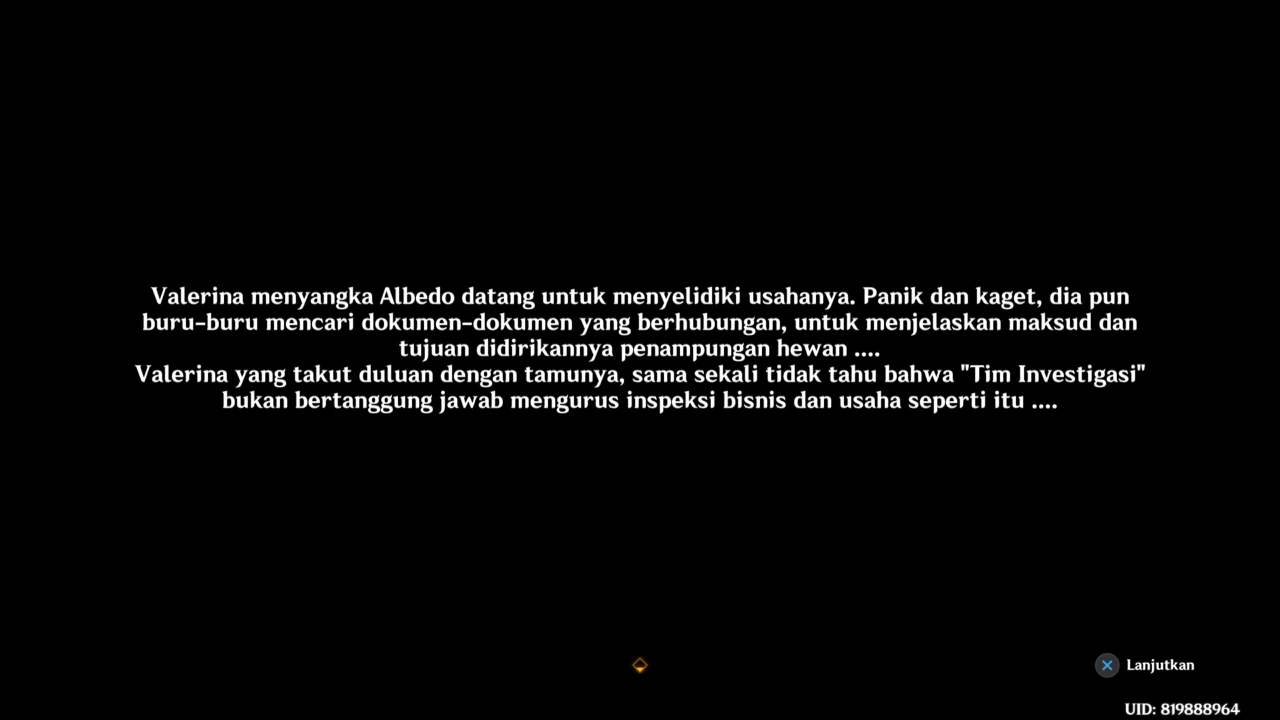 Valerina menyangka Albedo datang untuk menyelidiki usahanya. Panik dan kaget, dia pun
buru-buru mencari dokumen-dokumen yang berhubungan, untuk menjelaskan maksud dan
tujuan didirikannya penampungan hewan ....
Valerina yang takut duluan dengan tamunya, sama sekali tidak tahu bahwa "Tim Investigasi"
bukan bertanggung jawab mengurus inspeksi bisnis dan usaha seperti itu ....
Lanjutkan
UID: 819888964